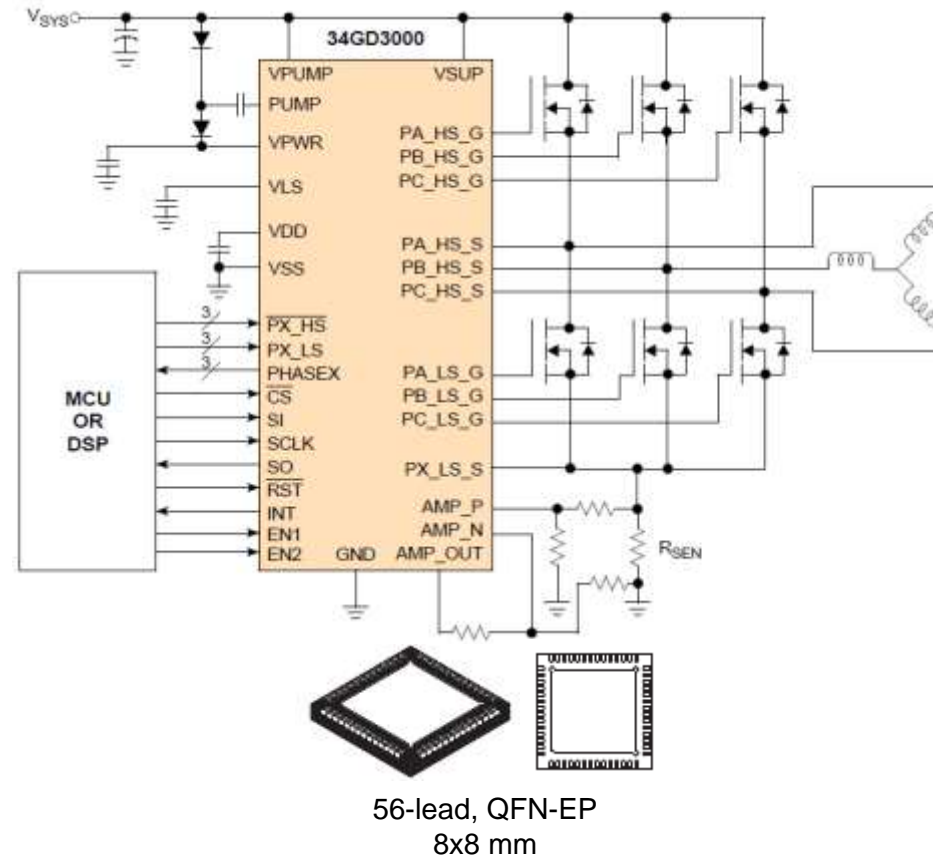 VSYS
34GD3000
VPUMP
VSUP
PUMP
VPWR
VLS
VDD
VSS
PX_HS
PX_LS
PHASEX
CS
SI
SCLK
SO
RST
INT
EN1
EN2
GND
PA_HS_G
PB_HS_G
PC_HS_G
PA_HS_S
PB_HS_S
PC_HS_S
PA_LS_G
PB_LS_G
PC_LS_G
PX_LS_S
AMP_P
AMP_N
AMP_OUT
3
3
3
MCU
OR
DSP
RSEN
56-lead, QFN-EP
8x8 mm